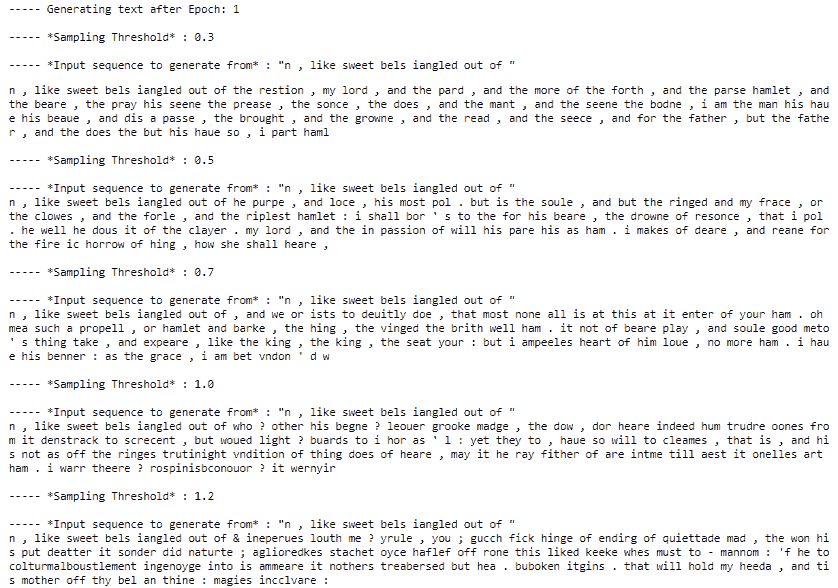 ----- Generating text after Epoch: 1
----- *Sampling Threshold* : 0.3
----- *Input sequence to generate from* : "n , like sweet bels iangled out of "
n , like sweet bels iangled out of the restion , my lord , and the pard , and the more of the forth , and the parse hamlet , and
the beare , the pray his seene the prease , the sonce , the does , and the mant , and the seene the bodne , i am the man his hau
e his beaue , and dis a passe , the brought , and the growne , and the read , and the seece , and for the father , but the fathe
r , and the does the but his haue so , i part haml
----- *Sampling Threshold* : 0.5
----- *Input sequence to generate from* : "n , like sweet bels iangled out of "
n , like sweet bels iangled out of he purpe , and loce , his most pol . but is the soule , and but the ringed and my frace , or
the clowes , and the forle , and the riplest hamlet : i shall bor ' s to the for his beare , the drowne of resonce , that i pol
. he well he dous it of the clayer . my lord , and the in passion of will his pare his as ham . i makes of deare , and reane for
the fire ic horrow of hing , how she shall heare ,
----- *Sampling Threshold* : 0.7
----- *Input sequence to generate from* : "n , like sweet bels iangled out of "
n , like sweet bels iangled out of , and we or ists to deuitly doe , that most none all is at this at it enter of your ham . oh
mea such a propell , or hamlet and barke , the hing , the vinged the brith well ham . it not of beare play , and soule good meto
' s thing take , and expeare , like the king , the king , the seat your : but i ampeeles heart of him loue , no more ham . i hau
e his benner : as the grace , i am bet vndon ' d w
----- *Sampling Threshold* : 1.0
----- *Input sequence to generate from* : "n , like sweet bels iangled out of "
n , like sweet bels iangled out of who ? other his begne ? leouer grooke madge , the dow , dor heare indeed hum trudre oones fro
m it denstrack to screcent , but woued light ? buards to i hor as ' l : yet they to , haue so will to cleames , that is , and hi
s not as off the ringes trutinight vndition of thing does of heare , may it he ray fither of are intme till aest it onelles art
ham . i warr theere ? rospinisbconouor ? it wernyir
----- *Sampling Threshold* : 1.2
----- *Input sequence to generate from* : "n , like sweet bels iangled out of "
n , like sweet bels iangled out of & ineperues louth me ? yrule , you ; gucch fick hinge of endirg of quiettade mad , the won hi
s put deatter it sonder did naturte ; aglioredkes stachet oyce haflef off rone this liked keeke whes must to - mannom : 'f he to
colturmalboustlement ingenoyge into is ammeare it nothers treabersed but hea . buboken itgins . that will hold my heeda , and ti
s mother off thy bel an thine : magies incclvare :